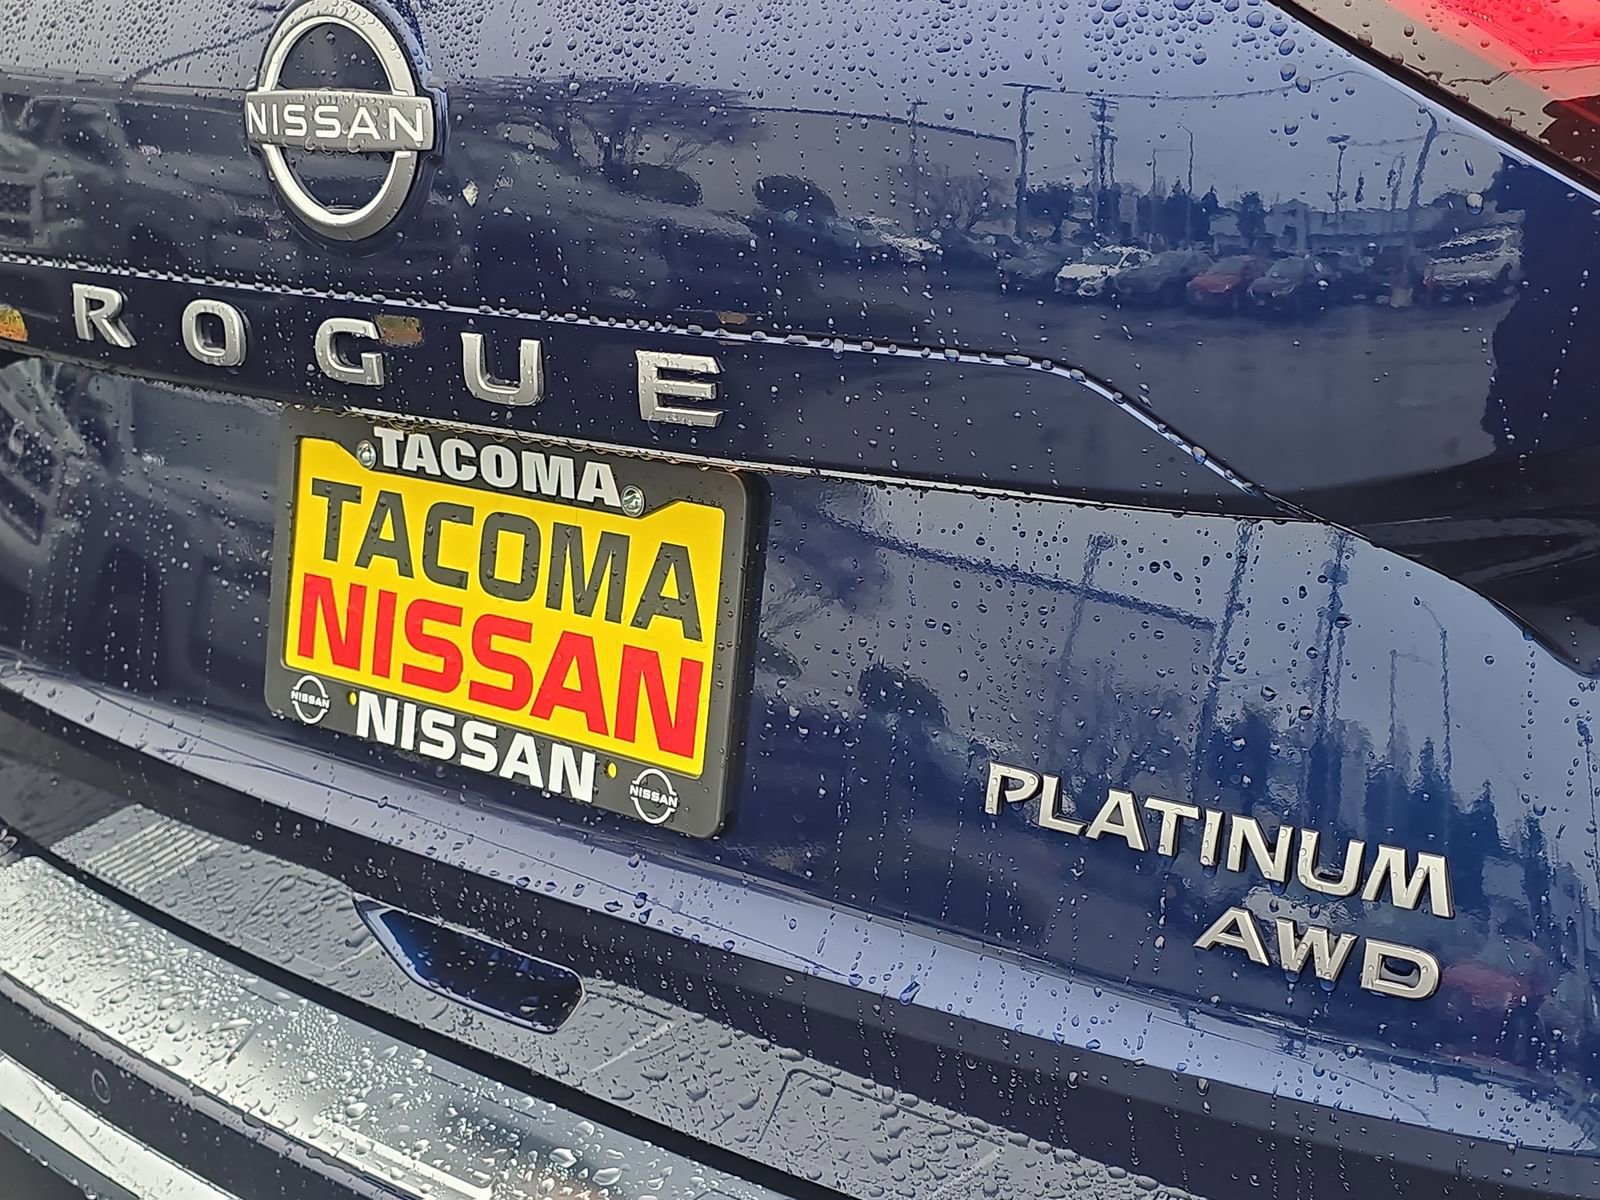 NISSAN
ROGUE
TACOMA
TACOMA
NISSAN
NISSAN
NISSAN
NISSAN
PLATINUM
AWD